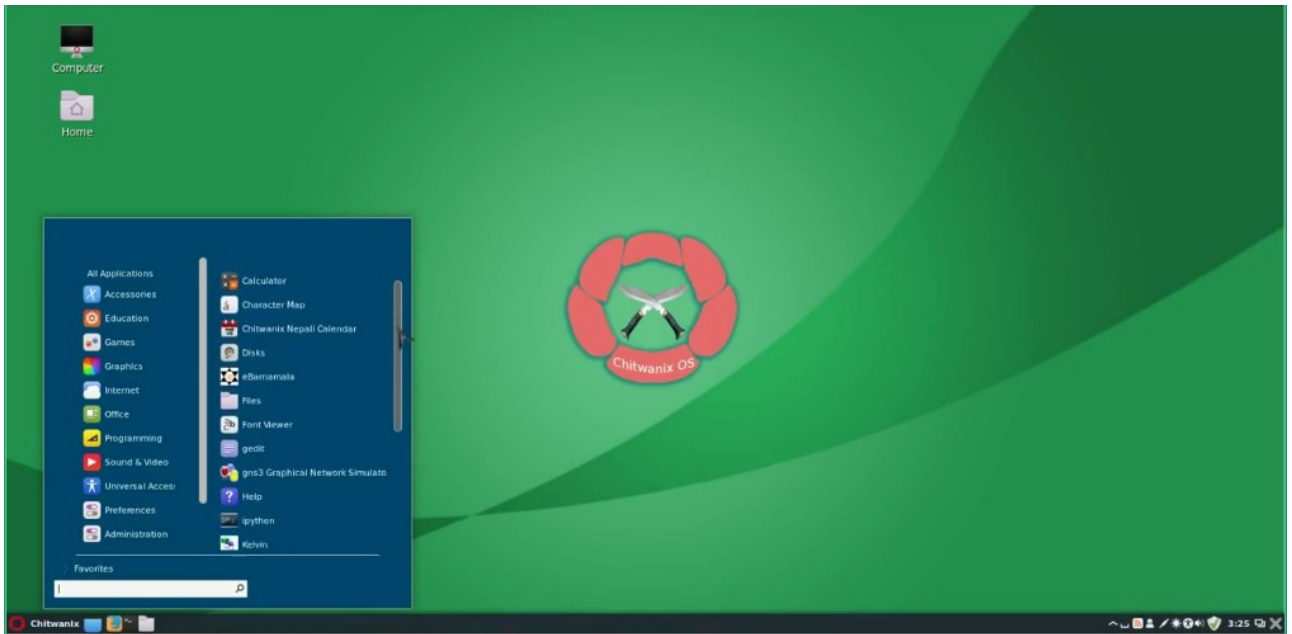 Computer
Home
All Applications
Accessories
Education
Games
Graphics
Internet
Office
Programming
Sound & Video
Universal Access
Preferences
Administration
Calculator
Character Map
Chitwanix Nepali Calendar
Disks
eBarnamala
Files
Font Viewer
gedit
gns3 Graphical Network Simulato
Help
ipython
Kelvin
Favorites
Chitwanix OS
Chitwanix
3:25